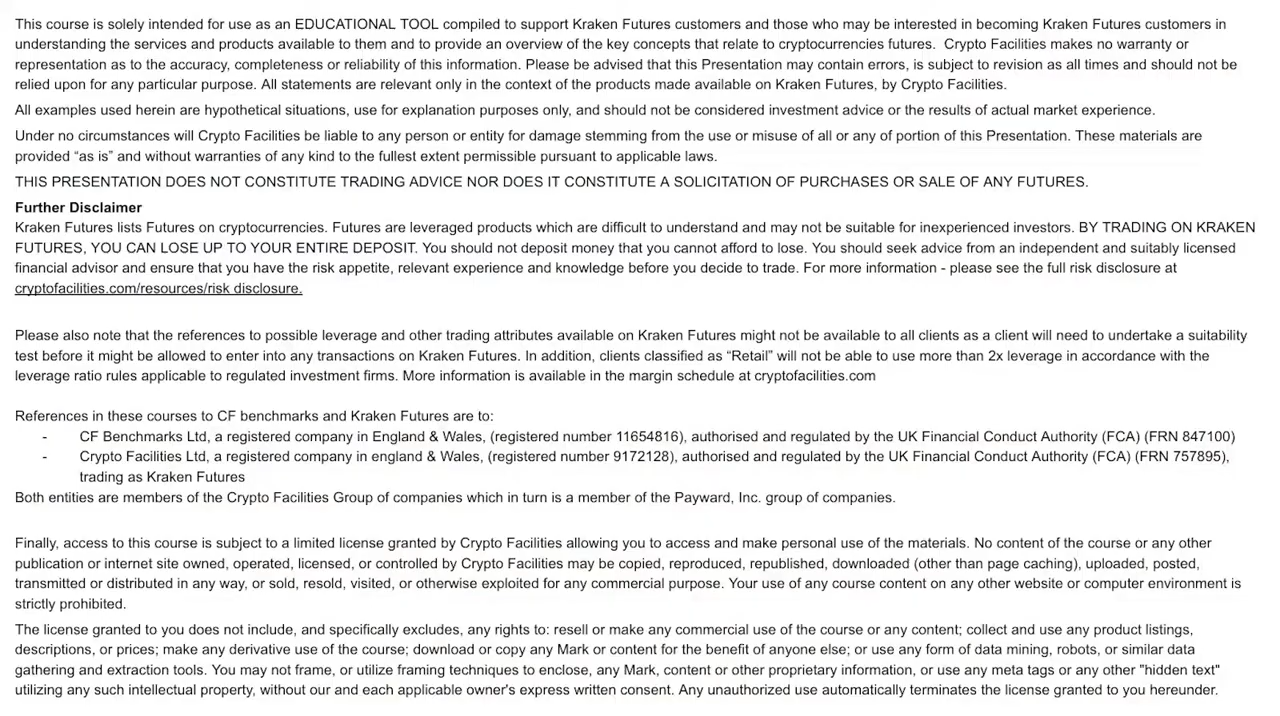 This course is solely intended for use as an EDUCATIONAL TOOL compiled to support Kraken Futures customers and those who may be interested in becoming Kraken Futures customers in
understanding the services and products available to them and to provide an overview of the key concepts that relate to cryptocurrencies futures.  Crypto Facilities makes no warranty or
representation as to the accuracy, completeness or reliability of this information. Please be advised that this Presentation may contain errors, is subject to revision as all times and should not be
relied upon for any particular purpose. All statements are relevant only in the context of the products made available on Kraken Futures, by Crypto Facilities.
All examples used herein are hypothetical situations, use for explanation purposes only, and should not be considered investment advice or the results of actual market experience.
Under no circumstances will Crypto Facilities be liable to any person or entity for damage stemming from the use or misuse of all or any of portion of this Presentation. These materials are
provided “as is” and without warranties of any kind to the fullest extent permissible pursuant to applicable laws.
THIS PRESENTATION DOES NOT CONSTITUTE TRADING ADVICE NOR DOES IT CONSTITUTE A SOLICITATION OF PURCHASES OR SALE OF ANY FUTURES.
Further Disclaimer
Kraken Futures lists Futures on cryptocurrencies. Futures are leveraged products which are difficult to understand and may not be suitable for inexperienced investors. BY TRADING ON KRAKEN
FUTURES, YOU CAN LOSE UP TO YOUR ENTIRE DEPOSIT. You should not deposit money that you cannot afford to lose. You should seek advice from an independent and suitably licensed
financial advisor and ensure that you have the risk appetite, relevant experience and knowledge before you decide to trade. For more information - please see the full risk disclosure at
cryptofacilities.com/resources/risk disclosure.
Please also note that the references to possible leverage and other trading attributes available on Kraken Futures might not be available to all clients as a client will need to undertake a suitability
test before it might be allowed to enter into any transactions on Kraken Futures. In addition, clients classified as “Retail” will not be able to use more than 2x leverage in accordance with the
leverage ratio rules applicable to regulated investment firms. More information is available in the margin schedule at cryptofacilities.com
References in these courses to CF benchmarks and Kraken Futures are to:
- CF Benchmarks Ltd, a registered company in England & Wales, (registered number 11654816), authorised and regulated by the UK Financial Conduct Authority (FCA) (FRN 847100)
- Crypto Facilities Ltd, a registered company in england & Wales, (registered number 9172128), authorised and regulated by the UK Financial Conduct Authority (FCA) (FRN 757895),
trading as Kraken Futures
Both entities are members of the Crypto Facilities Group of companies which in turn is a member of the Payward, Inc. group of companies.
Finally, access to this course is subject to a limited license granted by Crypto Facilities allowing you to access and make personal use of the materials. No content of the course or any other
publication or internet site owned, operated, licensed, or controlled by Crypto Facilities may be copied, reproduced, republished, downloaded (other than page caching), uploaded, posted,
transmitted or distributed in any way, or sold, resold, visited, or otherwise exploited for any commercial purpose. Your use of any course content on any other website or computer environment is
strictly prohibited.
The license granted to you does not include, and specifically excludes, any rights to: resell or make any commercial use of the course or any content; collect and use any product listings,
descriptions, or prices; make any derivative use of the course; download or copy any Mark or content for the benefit of anyone else; or use any form of data mining, robots, or similar data
gathering and extraction tools. You may not frame, or utilize framing techniques to enclose, any Mark, content or other proprietary information, or use any meta tags or any other "hidden text"
utilizing any such intellectual property, without our and each applicable owner's express written consent. Any unauthorized use automatically terminates the license granted to you hereunder.